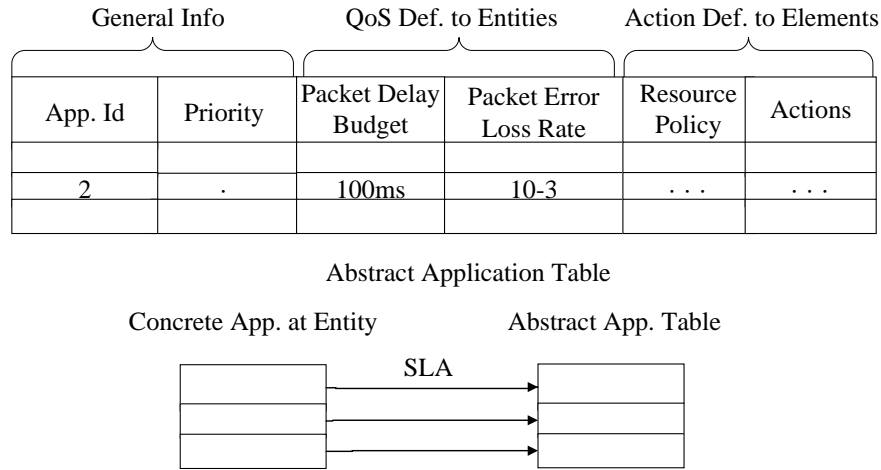 General Info QoS Def. to Entities Action Def. to Elements
App. Id Priority Packet Delay Budget Packet Error Loss Rate Resource Policy Actions
2 · 100ms 10-3 · · · · · ·
Abstract Application Table
Concrete App. at Entity Abstract App. Table
SLA